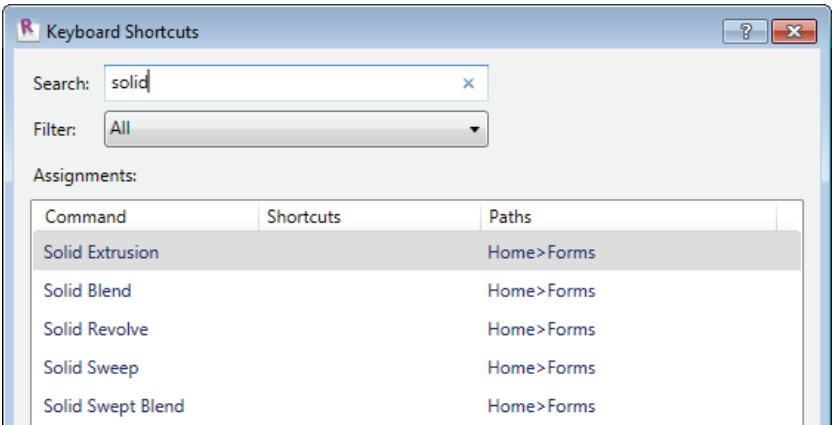 R Keyboard Shortcuts ?
Search: solid
Filter: All
Assignments:
Command Shortcuts Paths
Solid Extrusion Home>Forms
Solid Blend Home>Forms
Solid Revolve Home>Forms
Solid Sweep Home>Forms
Solid Swept Blend Home>Forms